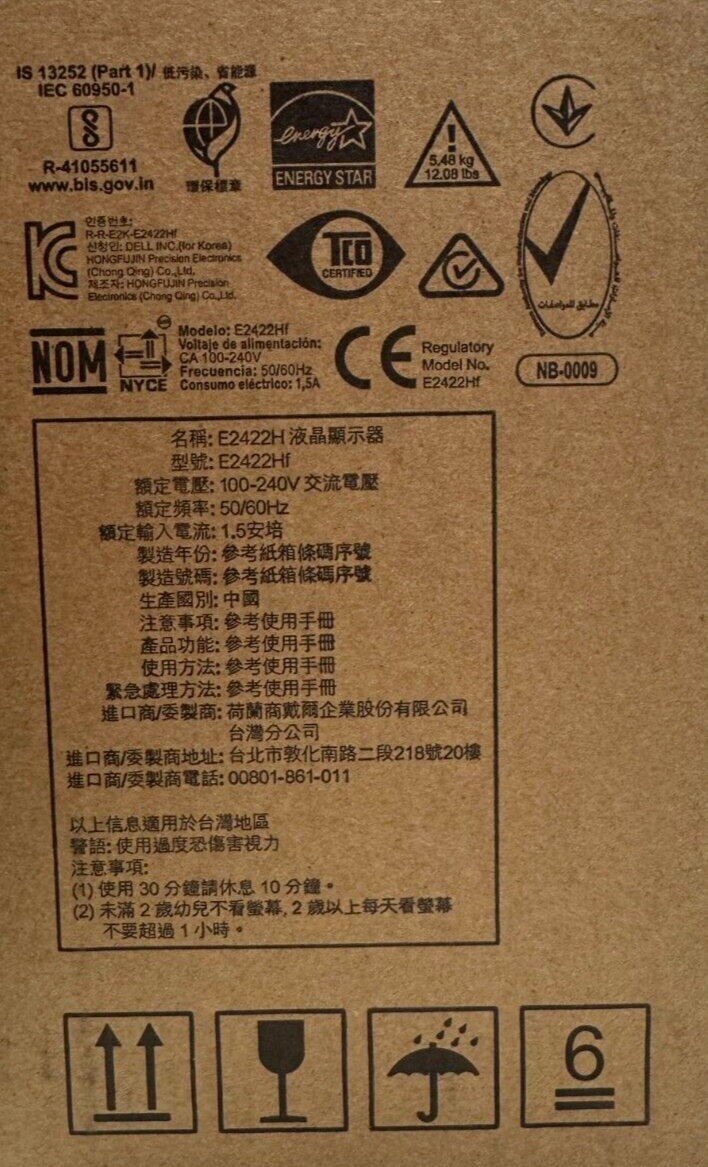 IS 13252 (Part 1)/
IEC 60950-1
R-41055611
www.bis.gov.in
低污染、省能源
環保標章
energy
ENERGY STAR
!
5.48 kg
12.08 lbs
인증번호:
R-R-E2K-E2422Hf
신청인: DELL INC.(for Korea)
HONGFUJIN Precision Electronics
(Chong Qing) Co.,Ltd.
제조자: HONGFUJIN Precision
Electronics (Chong Qing) Co.,Ltd.
TCO
CERTIFIED
مطابق للمواصفات
NOM
NYCE
Modelo: E2422Hf
Voltaje de alimentación:
CA 100-240V
Frecuencia: 50/60Hz
Consumo eléctrico: 1,5A
CE
Regulatory
Model No.
E2422Hf
NB-0009
名稱: E2422H 液晶顯示器
型號: E2422Hf
額定電壓: 100-240V 交流電壓
額定頻率: 50/60Hz
額定輸入電流: 1.5安培
製造年份: 參考紙箱條碼序號
製造號碼: 參考紙箱條碼序號
生產國別: 中國
注意事項: 參考使用手冊
產品功能: 參考使用手冊
使用方法: 參考使用手冊
緊急處理方法: 參考使用手冊
進口商/委製商: 荷蘭商戴爾企業股份有限公司
台灣分公司
進口商/委製商地址: 台北市敦化南路二段218號20樓
進口商/委製商電話: 00801-861-011
以上信息適用於台灣地區
警語: 使用過度恐傷害視力
注意事項:
(1) 使用 30 分鐘請休息 10 分鐘。
(2) 未滿 2 歲幼兒不看螢幕, 2 歲以上每天看螢幕
不要超過 1 小時。
6